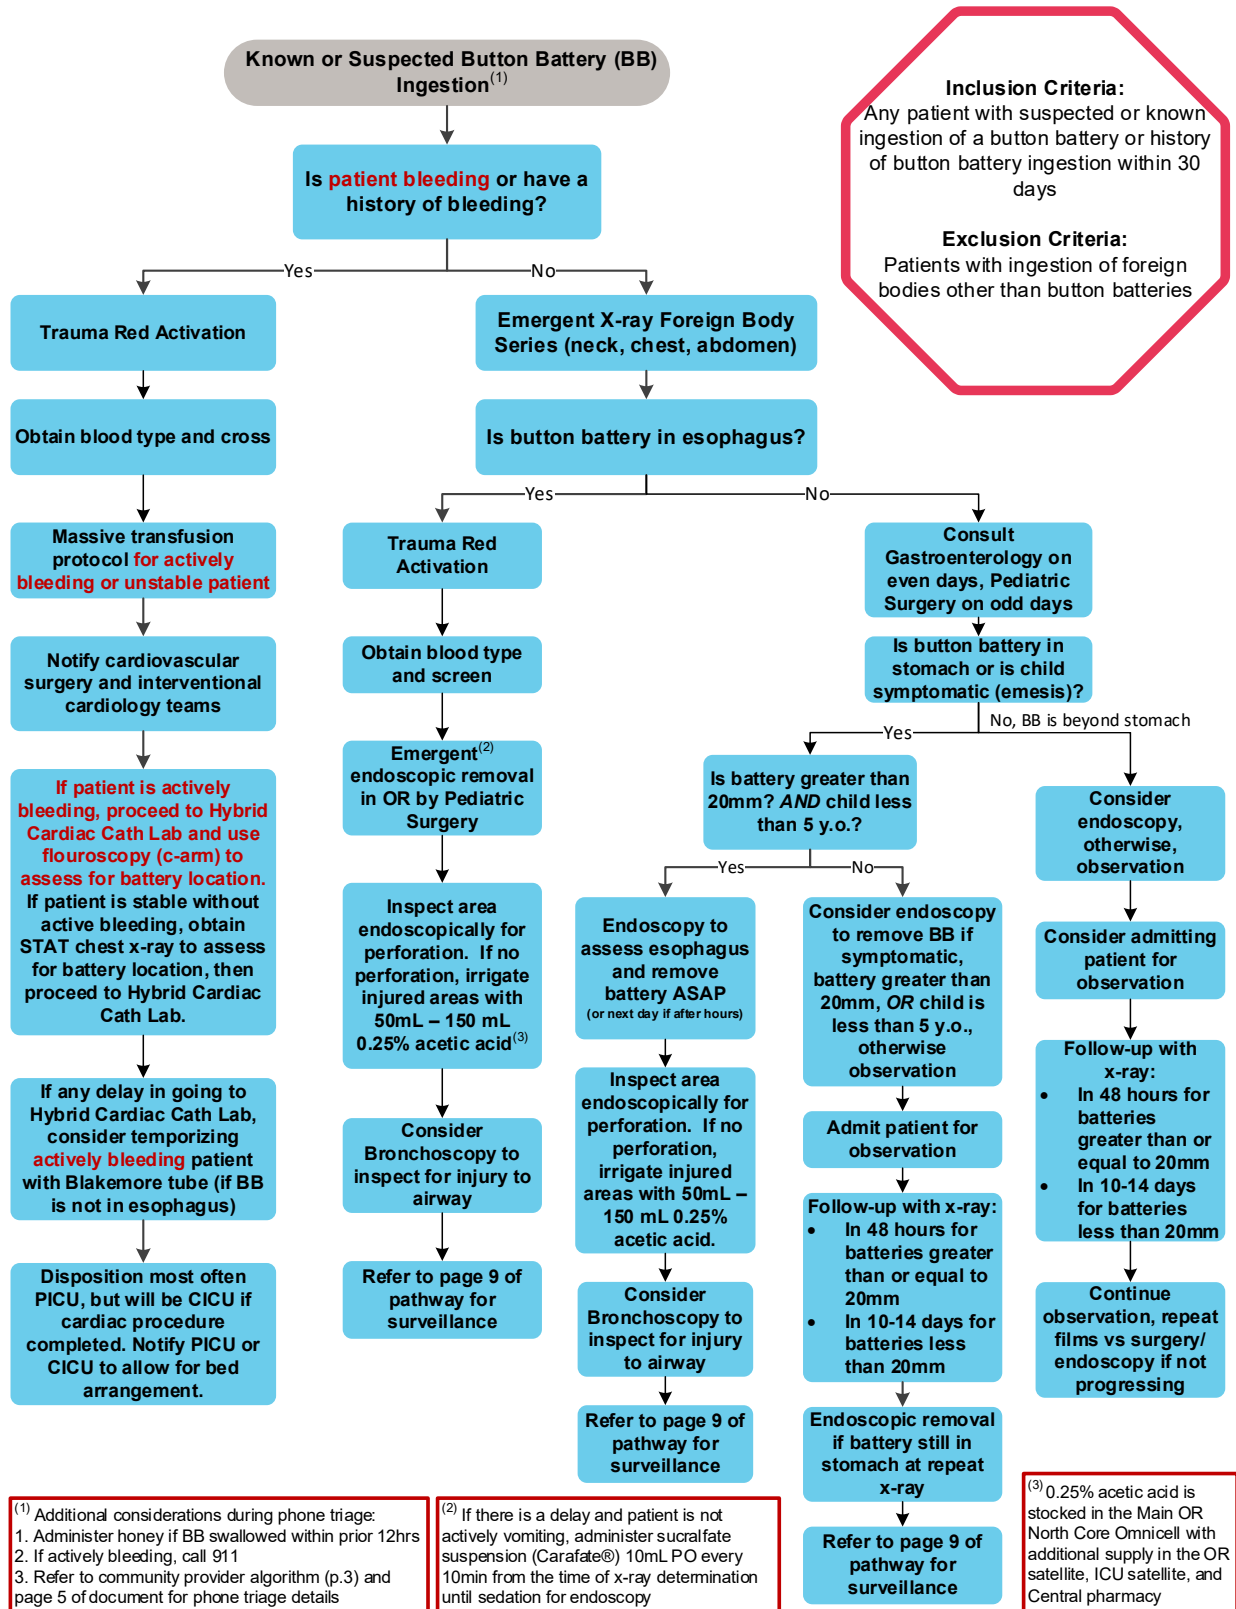 Known or Suspected Button Battery (BB)
Ingestion(1)
Inclusion Criteria:
Any patient with suspected or known
ingestion of a button battery or history
of button battery ingestion within 30
days
Exclusion Criteria:
Patients with ingestion of foreign
bodies other than button batteries
Is patient bleeding or have a
history of bleeding?
Yes
No
Trauma Red Activation
Obtain blood type and cross
Massive transfusion
protocol for actively
bleeding or unstable patient
Notify cardiovascular
surgery and interventional
cardiology teams
If patient is actively
bleeding, proceed to Hybrid
Cardiac Cath Lab and use
flouroscopy (c-arm) to
assess for battery location.
If patient is stable without
active bleeding, obtain
STAT chest x-ray to assess
for battery location, then
proceed to Hybrid Cardiac
Cath Lab.
If any delay in going to
Hybrid Cardiac Cath Lab,
consider temporizing
actively bleeding patient
with Blakemore tube (if BB
is not in esophagus)
Disposition most often
PICU, but will be CICU if
cardiac procedure
completed. Notify PICU or
CICU to allow for bed
arrangement.
Emergent X-ray Foreign Body
Series (neck, chest, abdomen)
Is button battery in esophagus?
Yes
No
Trauma Red
Activation
Obtain blood type
and screen
Emergent(2)
endoscopic removal
in OR by Pediatric
Surgery
Inspect area
endoscopically for
perforation. If no
perforation, irrigate
injured areas with
50mL – 150 mL
0.25% acetic acid(3)
Consider
Bronchoscopy to
inspect for injury to
airway
Refer to page 9 of
pathway for
surveillance
Consult
Gastroenterology on
even days, Pediatric
Surgery on odd days
Is button battery in
stomach or is child
symptomatic (emesis)?
Yes
No, BB is beyond stomach
Is battery greater than
20mm? AND child less
than 5 y.o.?
Yes
No
Endoscopy to
assess esophagus
and remove
battery ASAP
(or next day if after hours)
Inspect area
endoscopically for
perforation. If no
perforation,
irrigate injured
areas with 50mL –
150 mL 0.25%
acetic acid.
Consider
Bronchoscopy to
inspect for injury
to airway
Refer to page 9 of
pathway for
surveillance
Consider endoscopy
to remove BB if
symptomatic,
battery greater than
20mm, OR child is
less than 5 y.o.,
otherwise
observation
Admit patient for
observation
Follow-up with x-ray:
• In 48 hours for
batteries greater
than or equal to
20mm
• In 10-14 days for
batteries less
than 20mm
Endoscopic removal
if battery still in
stomach at repeat
x-ray
Refer to page 9 of
pathway for
surveillance
Consider
endoscopy,
otherwise,
observation
Consider admitting
patient for
observation
Follow-up with
x-ray:
• In 48 hours for
batteries
greater than or
equal to 20mm
• In 10-14 days
for batteries
less than 20mm
Continue
observation, repeat
films vs surgery/
endoscopy if not
progressing
(1) Additional considerations during phone triage:
1. Administer honey if BB swallowed within prior 12hrs
2. If actively bleeding, call 911
3. Refer to community provider algorithm (p.3) and
page 5 of document for phone triage details
(2) If there is a delay and patient is not
actively vomiting, administer sucralfate
suspension (Carafate®) 10mL PO every
10min from the time of x-ray determination
until sedation for endoscopy
(3) 0.25% acetic acid is
stocked in the Main OR
North Core Omnicell with
additional supply in the OR
satellite, ICU satellite, and
Central pharmacy